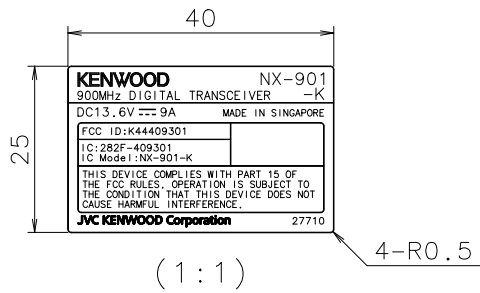 40
25
KENWOOD NX-901
900MHz DIGITAL TRANSCEIVER -K
DC13.6V ⎓ 9A MADE IN SINGAPORE
FCC ID:K44409301
IC:282F-409301
IC Model:NX-901-K
THIS DEVICE COMPLIES WITH PART 15 OF
THE FCC RULES. OPERATION IS SUBJECT TO
THE CONDITION THAT THIS DEVICE DOES NOT
CAUSE HARMFUL INTERFERENCE.
JVC KENWOOD Corporation 27710
4-R0.5
(1:1)